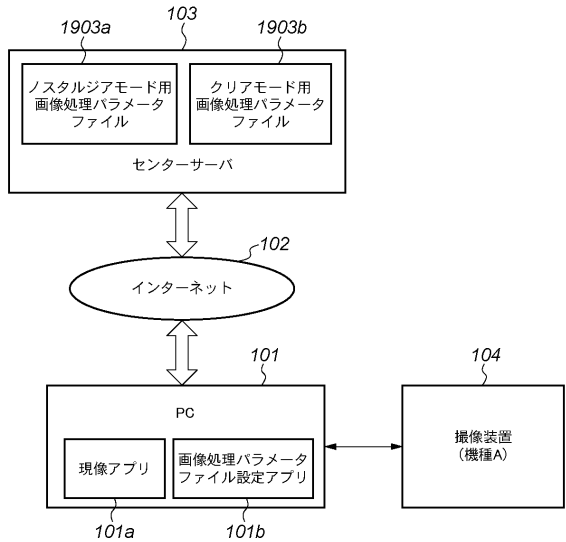 1903a
103
1903b
ノスタルジアモード用
画像処理パラメータ
ファイル
クリアモード用
画像処理パラメータ
ファイル
センターサーバ
102
インターネット
101
104
PC
現像アプリ
画像処理パラメータ
ファイル設定アプリ
撮像装置
(機種A)
101a
101b